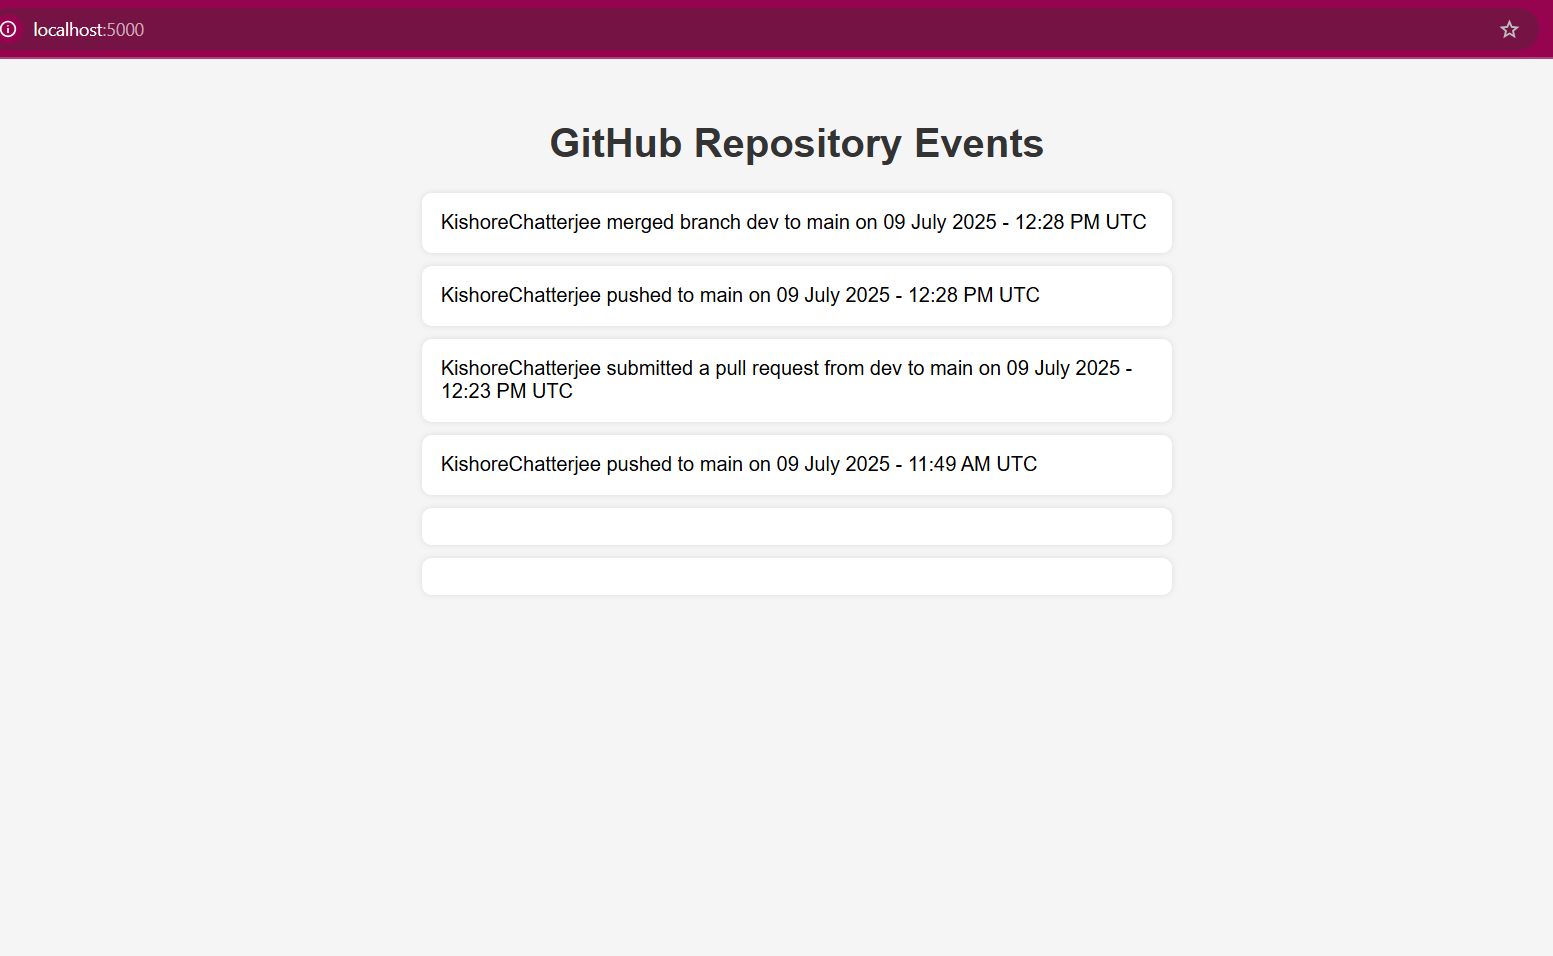 localhost:5000
GitHub Repository Events
KishoreChatterjee merged branch dev to main on 09 July 2025 - 12:28 PM UTC
KishoreChatterjee pushed to main on 09 July 2025 - 12:28 PM UTC
KishoreChatterjee submitted a pull request from dev to main on 09 July 2025 -
12:23 PM UTC
KishoreChatterjee pushed to main on 09 July 2025 - 11:49 AM UTC